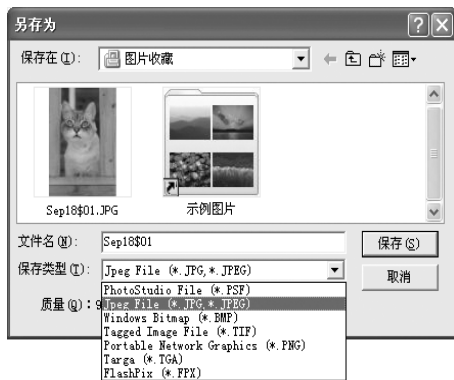 另存为
保存在(I): 图片收藏
Sep18$01.JPG 示例图片
文件名(N): Sep18$01 保存(S)
保存类型(T): Jpeg File (*.JPG,*.JPEG) 取消
PhotoStudio File (*.PSF)
质量(Q): 9 Jpeg File (*.JPG,*.JPEG)
Windows Bitmap (*.BMP)
Tagged Image File (*.TIF)
Portable Network Graphics (*.PNG)
Targa (*.TGA)
FlashPix (*.FPX)